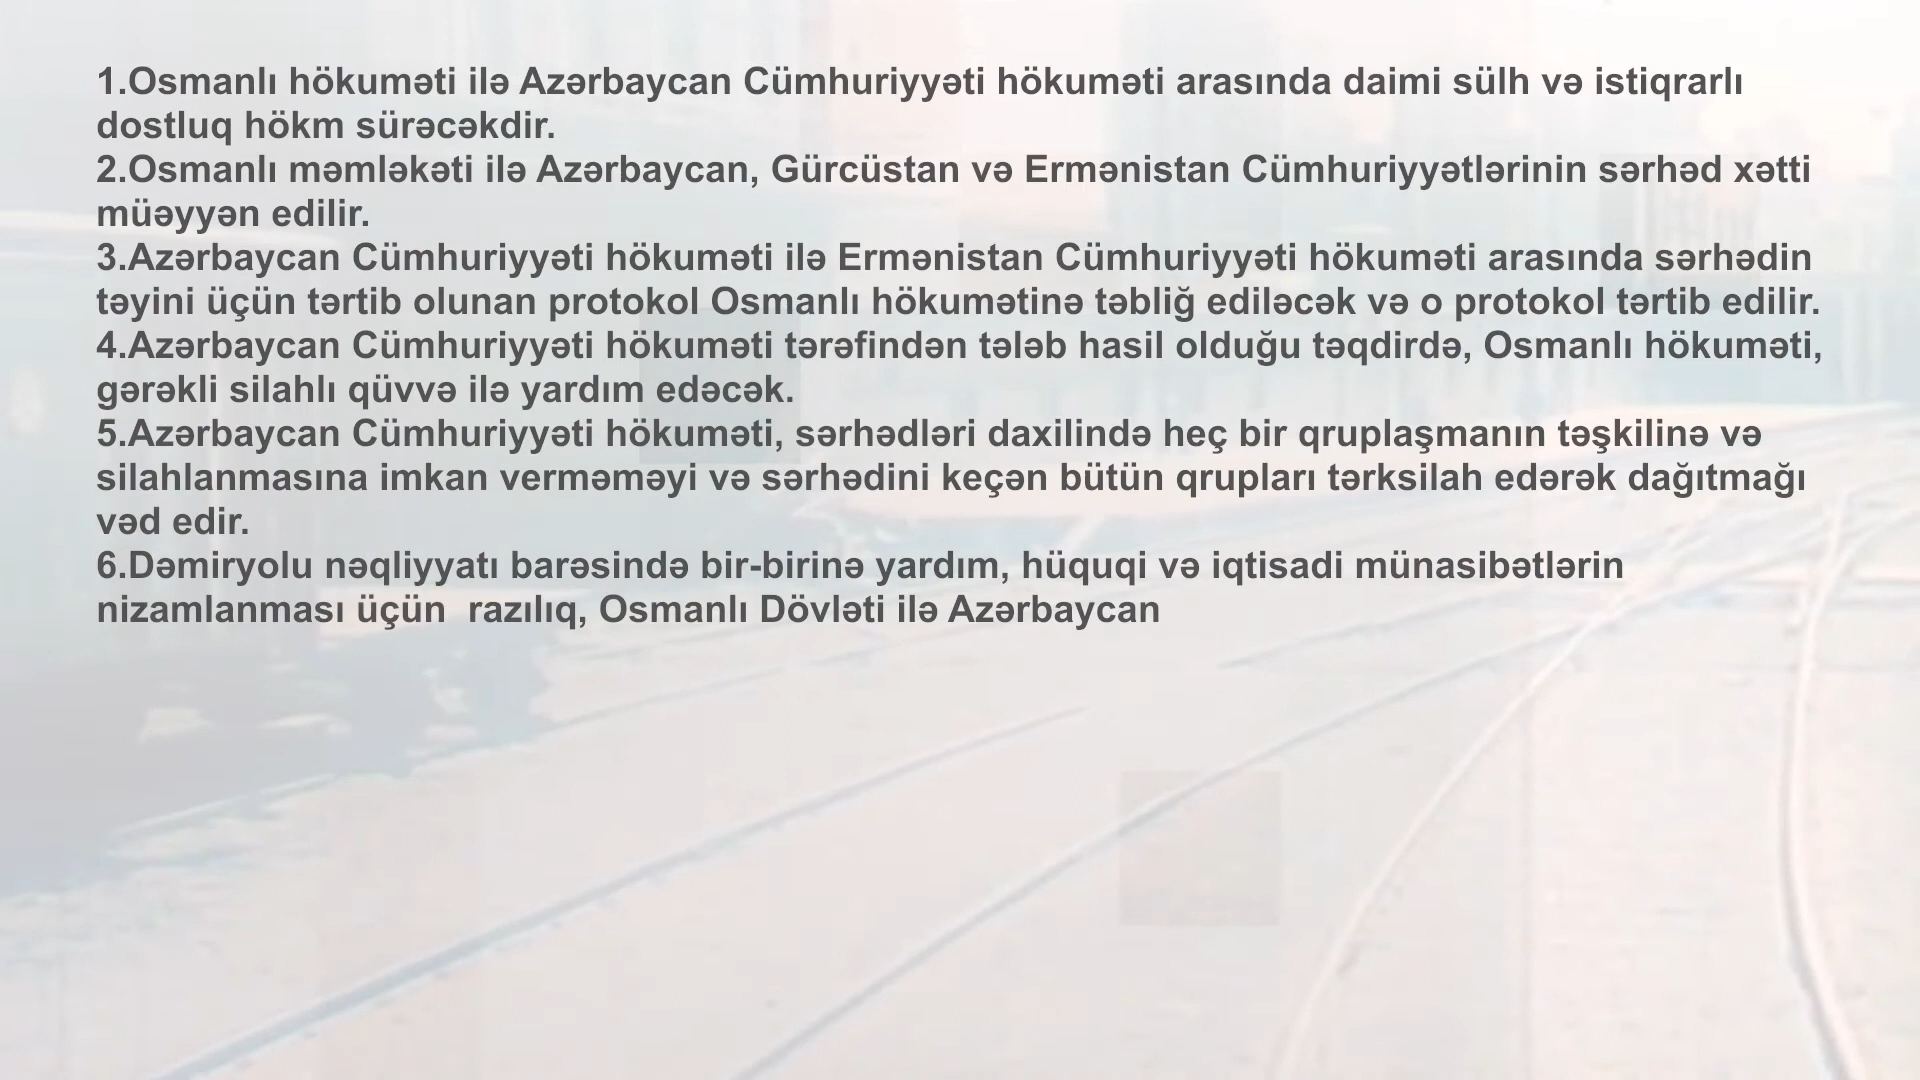 1.Osmanlı hökuməti ilə Azərbaycan Cümhuriyyəti hökuməti arasında daimi sülh və istiqrarlı
dostluq hökm sürəcəkdir.
2.Osmanlı məmləkəti ilə Azərbaycan, Gürcüstan və Ermənistan Cümhuriyyətlərinin sərhəd xətti
müəyyən edilir.
3.Azərbaycan Cümhuriyyəti hökuməti ilə Ermənistan Cümhuriyyəti hökuməti arasında sərhədin
təyini üçün tərtib olunan protokol Osmanlı hökumətinə təbliğ ediləcək və o protokol tərtib edilir.
4.Azərbaycan Cümhuriyyəti hökuməti tərəfindən tələb hasil olduğu təqdirdə, Osmanlı hökuməti,
gərəkli silahlı qüvvə ilə yardım edəcək.
5.Azərbaycan Cümhuriyyəti hökuməti, sərhədləri daxilində heç bir qruplaşmanın təşkilinə və
silahlanmasına imkan verməməyi və sərhədini keçən bütün qrupları tərksilah edərək dağıtmağı
vəd edir.
6.Dəmiryolu nəqliyyatı barəsində bir-birinə yardım, hüquqi və iqtisadi münasibətlərin
nizamlanması üçün  razılıq, Osmanlı Dövləti ilə Azərbaycan